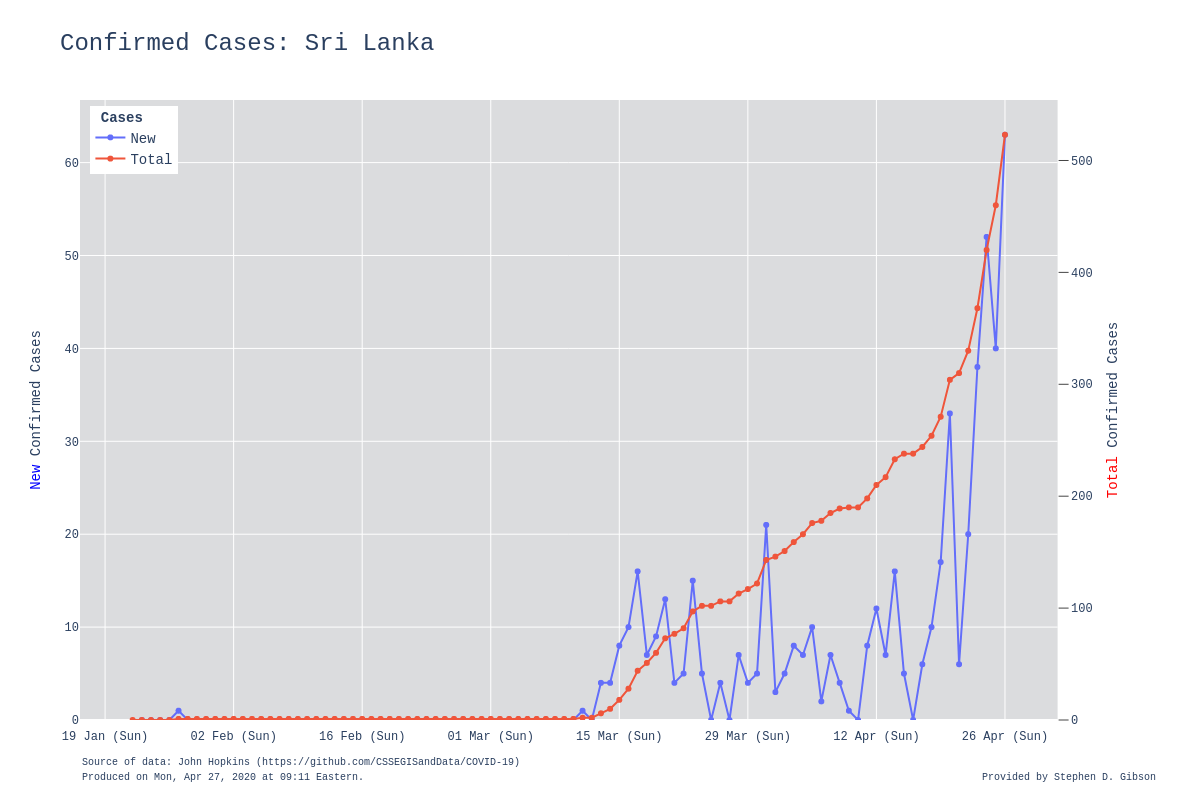 Confirmed Cases: Sri Lanka
Cases
New
Total
60
50
40
30
20
10
0
New Confirmed Cases
500
400
300
200
100
0
Total Confirmed Cases
19 Jan (Sun) 02 Feb (Sun) 16 Feb (Sun) 01 Mar (Sun) 15 Mar (Sun) 29 Mar (Sun) 12 Apr (Sun) 26 Apr (Sun)
Source of data: John Hopkins (https://github.com/CSSEGISandData/COVID-19)
Produced on Mon, Apr 27, 2020 at 09:11 Eastern.
Provided by Stephen D. Gibson